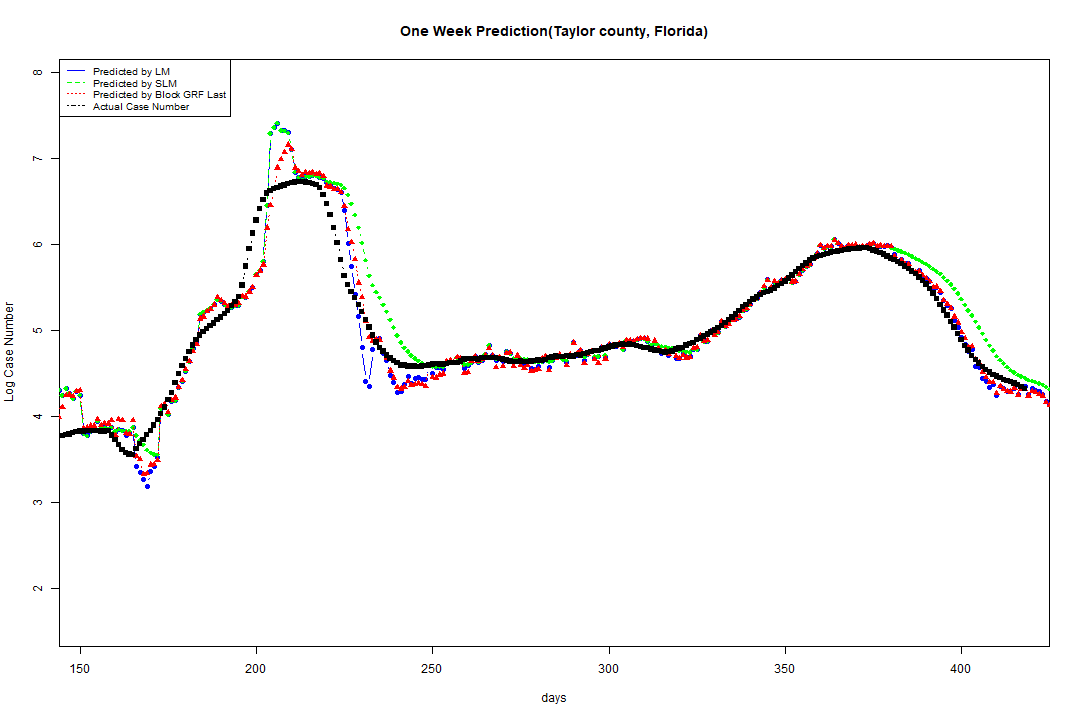 One Week Prediction(Taylor county, Florida)
Predicted by LM
Predicted by SLM
Predicted by Block GRF Last
Actual Case Number
Log Case Number
8
7
6
5
4
3
2
150 200 250 300 350 400
days